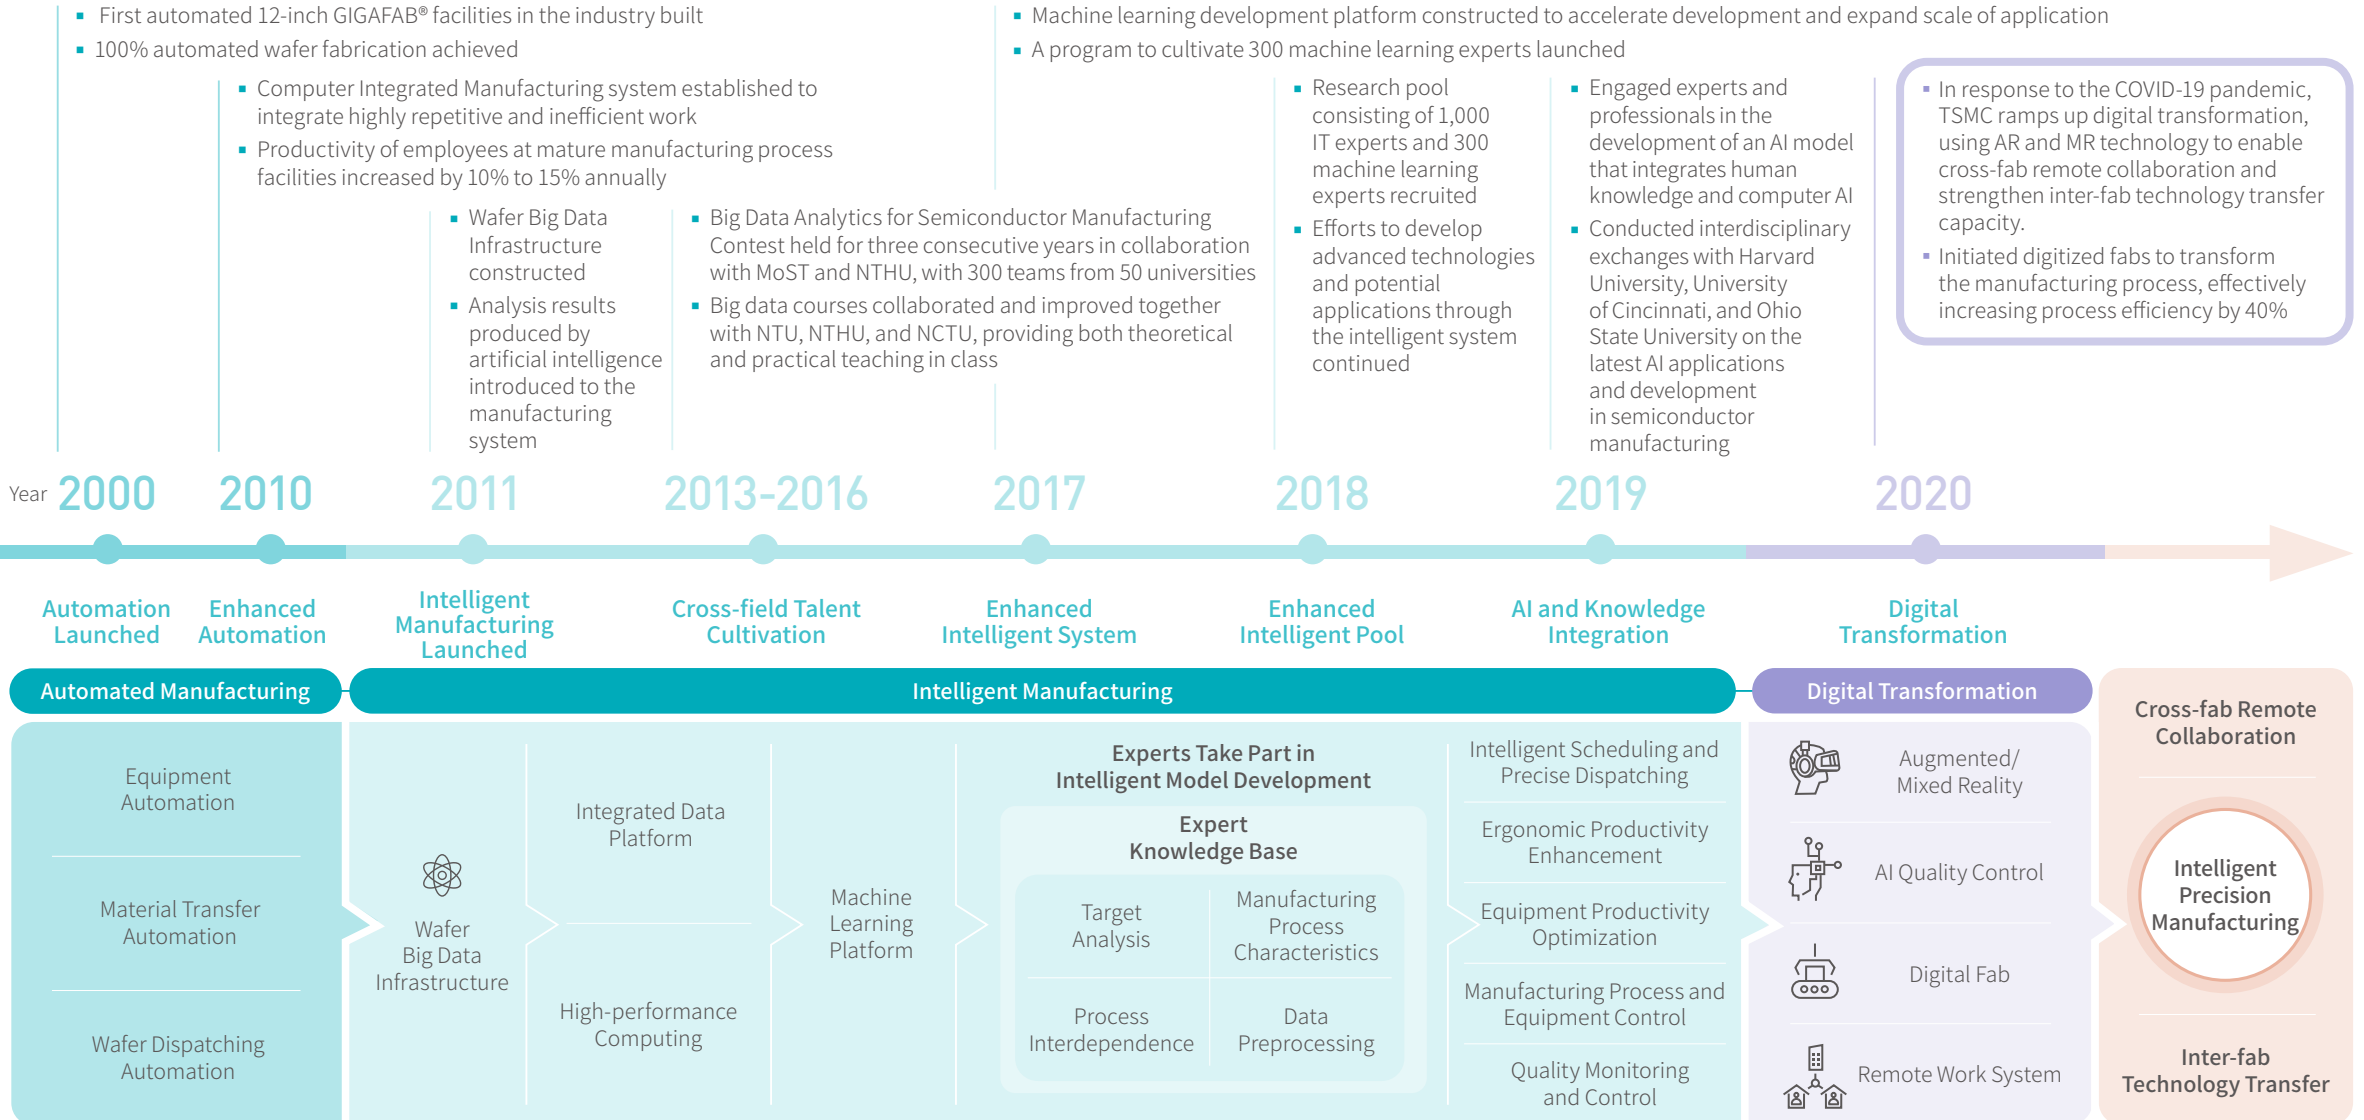 First automated 12-inch GIGAFAB® facilities in the industry built
100% automated wafer fabrication achieved
Computer Integrated Manufacturing system established to
integrate highly repetitive and inefficient work
Productivity of employees at mature manufacturing process
facilities increased by 10% to 15% annually
Wafer Big Data
Infrastructure
constructed
Analysis results
produced by
artificial intelligence
introduced to the
manufacturing
system
Big Data Analytics for Semiconductor Manufacturing
Contest held for three consecutive years in collaboration
with MoST and NTHU, with 300 teams from 50 universities
Big data courses collaborated and improved together
with NTU, NTHU, and NCTU, providing both theoretical
and practical teaching in class
Machine learning development platform constructed to accelerate development and expand scale of application
A program to cultivate 300 machine learning experts launched
Research pool
consisting of 1,000
IT experts and 300
machine learning
experts recruited
Efforts to develop
advanced technologies
and potential
applications through
the intelligent system
continued
Engaged experts and
professionals in the
development of an AI model
that integrates human
knowledge and computer AI
Conducted interdisciplinary
exchanges with Harvard
University, University
of Cincinnati, and Ohio
State University on the
latest AI applications
and development
in semiconductor
manufacturing
In response to the COVID-19 pandemic,
TSMC ramps up digital transformation,
using AR and MR technology to enable
cross-fab remote collaboration and
strengthen inter-fab technology transfer
capacity.
Initiated digitized fabs to transform
the manufacturing process, effectively
increasing process efficiency by 40%
Year 2000 2010 2011 2013-2016 2017 2018 2019 2020
Automation
Launched
Enhanced
Automation
Intelligent
Manufacturing
Launched
Cross-field Talent
Cultivation
Enhanced
Intelligent System
Enhanced
Intelligent Pool
AI and Knowledge
Integration
Digital
Transformation
Automated Manufacturing
Equipment
Automation
Material Transfer
Automation
Wafer Dispatching
Automation
Intelligent Manufacturing
Wafer
Big Data
Infrastructure
Integrated Data
Platform
High-performance
Computing
Machine
Learning
Platform
Experts Take Part in
Intelligent Model Development
Expert
Knowledge Base
Target
Analysis
Manufacturing
Process
Characteristics
Process
Interdependence
Data
Preprocessing
Intelligent Scheduling and
Precise Dispatching
Ergonomic Productivity
Enhancement
Equipment Productivity
Optimization
Manufacturing Process and
Equipment Control
Quality Monitoring
and Control
Digital Transformation
Augmented/
Mixed Reality
AI Quality Control
Digital Fab
Remote Work System
Cross-fab Remote
Collaboration
Intelligent
Precision
Manufacturing
Inter-fab
Technology Transfer